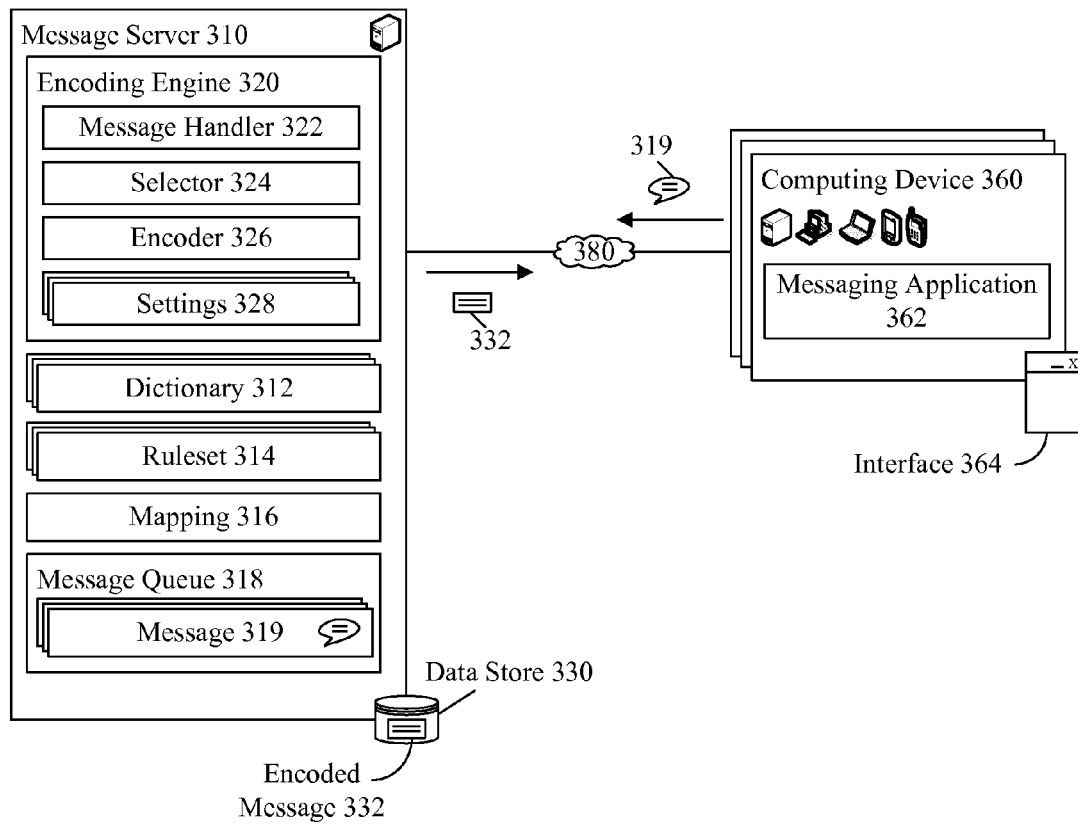 Message Server 310
Encoding Engine 320
Message Handler 322
Selector 324
Encoder 326
Settings 328
Dictionary 312
Ruleset 314
Mapping 316
Message Queue 318
Message 319
Data Store 330
Encoded
Message 332
319
380
332
Computing Device 360
Messaging Application
362
x
Interface 364